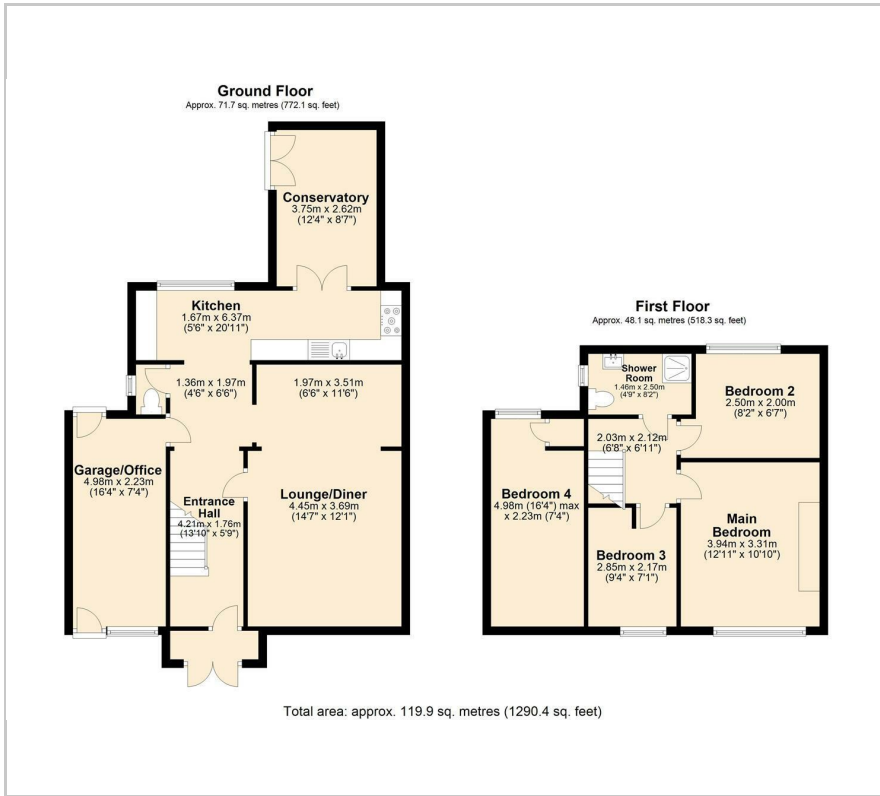 Ground Floor
Approx. 71.7 sq. metres (772.1 sq. feet)
Conservatory
3.75m x 2.62m
(12'4" x 8'7")
Kitchen
1.67m x 6.37m
(5'6" x 20'11")
1.36m x 1.97m
(4'6" x 6'6")
1.97m x 3.51m
(6'6" x 11'6")
Garage/Office
4.98m x 2.23m
(16'4" x 7'4")
Entrance
Hall
4.21m x 1.76m
(13'10" x 5'9")
Lounge/Diner
4.45m x 3.69m
(14'7" x 12'1")
First Floor
Approx. 48.1 sq. metres (518.3 sq. feet)
Shower
Room
1.46m x 2.50m
(4'9" x 8'2")
Bedroom 2
2.50m x 2.00m
(8'2" x 6'7")
2.03m x 2.12m
(6'8" x 6'11")
Bedroom 4
4.98m (16'4") max
x 2.23m (7'4")
Main
Bedroom
3.94m x 3.31m
(12'11" x 10'10")
Bedroom 3
2.85m x 2.17m
(9'4" x 7'1")
Total area: approx. 119.9 sq. metres (1290.4 sq. feet)